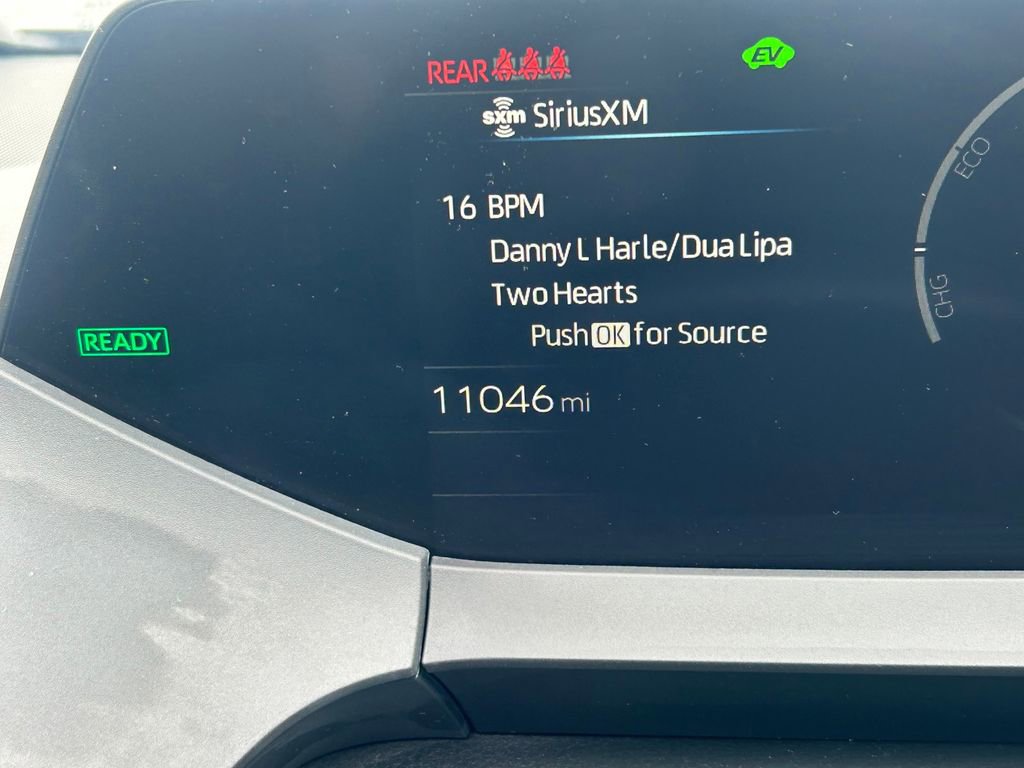 REAR
EV
sxm SiriusXM
16 BPM
Danny L Harle/Dua Lipa
Two Hearts
Push OK for Source
READY
11046 mi
ECO
CHG